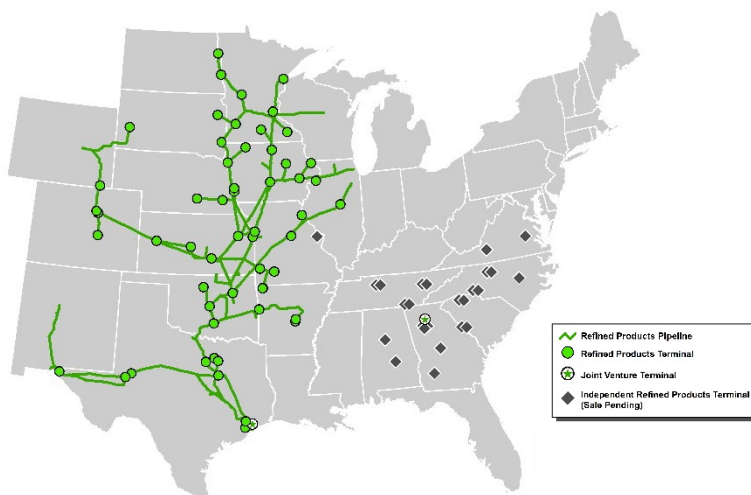 Refined Products Pipeline
Refined Products Terminal
Joint Venture Terminal
Independent Refined Products Terminal
(Sale Pending)